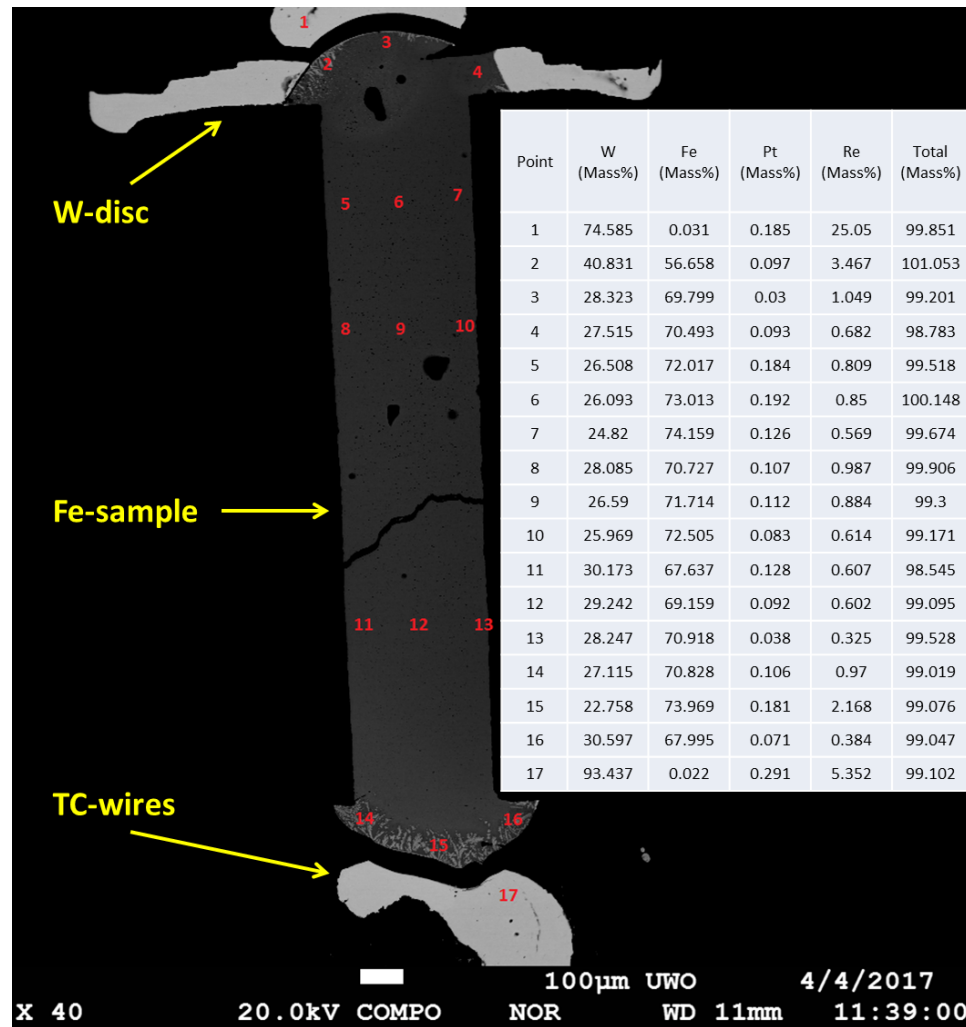 1
2
3
4
W-disc
5 6 7
8 9 10
Fe-sample
11 12 13
TC-wires
14 15 16
17
Point W (Mass%) Fe (Mass%) Pt (Mass%) Re (Mass%) Total (Mass%)
1 74.585 0.031 0.185 25.05 99.851
2 40.831 56.658 0.097 3.467 101.053
3 28.323 69.799 0.03 1.049 99.201
4 27.515 70.493 0.093 0.682 98.783
5 26.508 72.017 0.184 0.809 99.518
6 26.093 73.013 0.192 0.85 100.148
7 24.82 74.159 0.126 0.569 99.674
8 28.085 70.727 0.107 0.987 99.906
9 26.59 71.714 0.112 0.884 99.3
10 25.969 72.505 0.083 0.614 99.171
11 30.173 67.637 0.128 0.607 98.545
12 29.242 69.159 0.092 0.602 99.095
13 28.247 70.918 0.038 0.325 99.528
14 27.115 70.828 0.106 0.97 99.019
15 22.758 73.969 0.181 2.168 99.076
16 30.597 67.995 0.071 0.384 99.047
17 93.437 0.022 0.291 5.352 99.102
100µm UWO 4/4/2017
X 40 20.0kV COMPO NOR WD 11mm 11:39:00